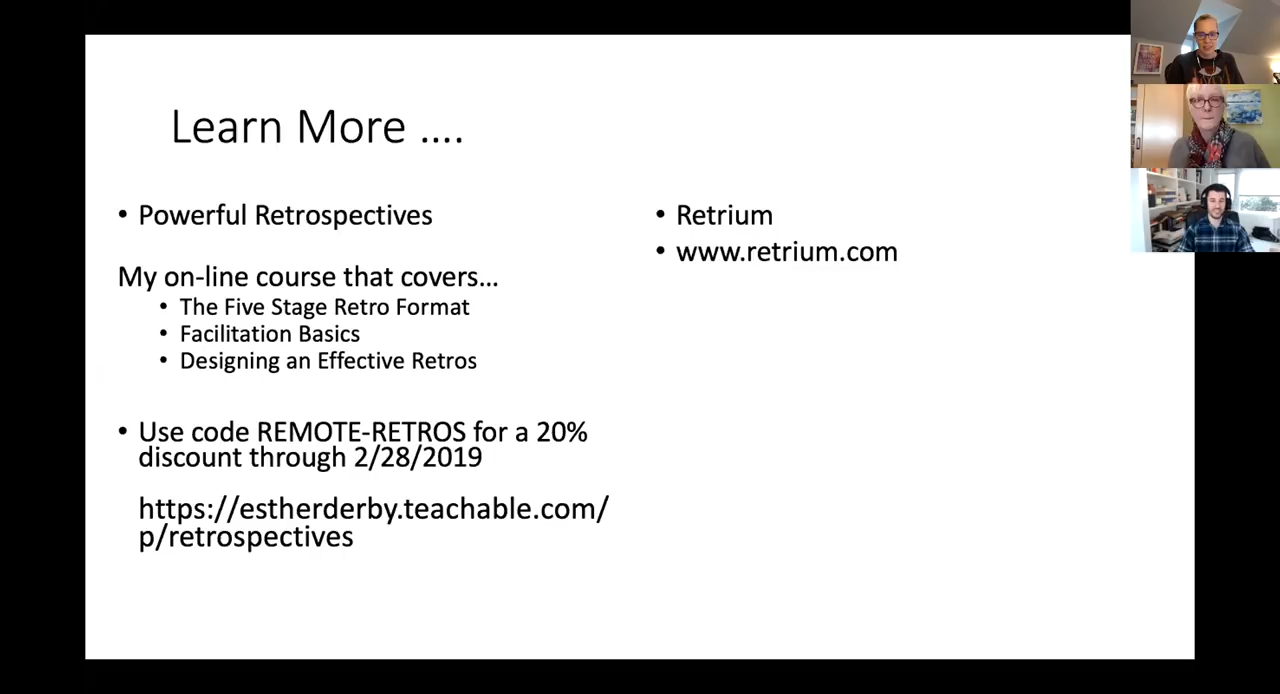 Learn More ....
• Powerful Retrospectives
My on-line course that covers...
• The Five Stage Retro Format
• Facilitation Basics
• Designing an Effective Retros
• Use code REMOTE-RETROS for a 20%
discount through 2/28/2019
https://estherderby.teachable.com/
p/retrospectives
• Retrium
• www.retrium.com